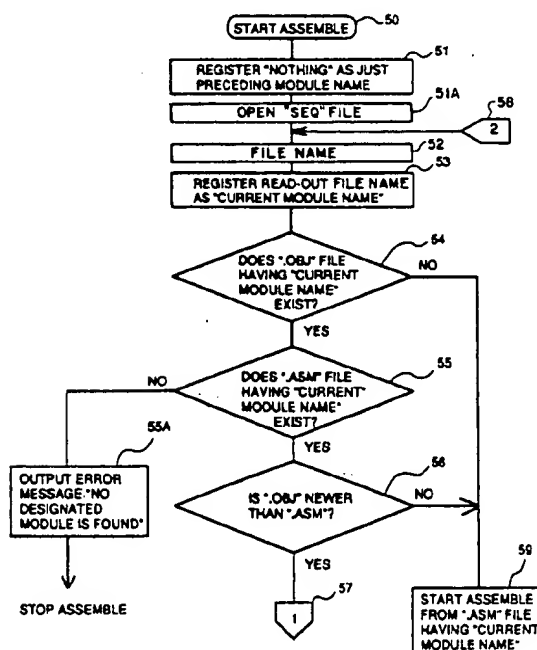 50
START ASSEMBLE
51
REGISTER "NOTHING" AS JUST
PRECEDING MODULE NAME
51A
OPEN "SEQ" FILE
58
2
52
FILE NAME
53
REGISTER READ-OUT FILE NAME
AS "CURRENT MODULE NAME"
54
DOES ".OBJ" FILE
HAVING "CURRENT
MODULE NAME"
EXIST?
NO
YES
55
DOES ".ASM" FILE
HAVING "CURRENT"
MODULE NAME"
EXIST?
NO
YES
55A
OUTPUT ERROR
MESSAGE "NO
DESIGNATED
MODULE IS FOUND"
STOP ASSEMBLE
56
IS ".OBJ" NEWER
THAN ".ASM"?
NO
YES
57
1
59
START ASSEMBLE
FROM ".ASM" FILE
HAVING "CURRENT
MODULE NAME"